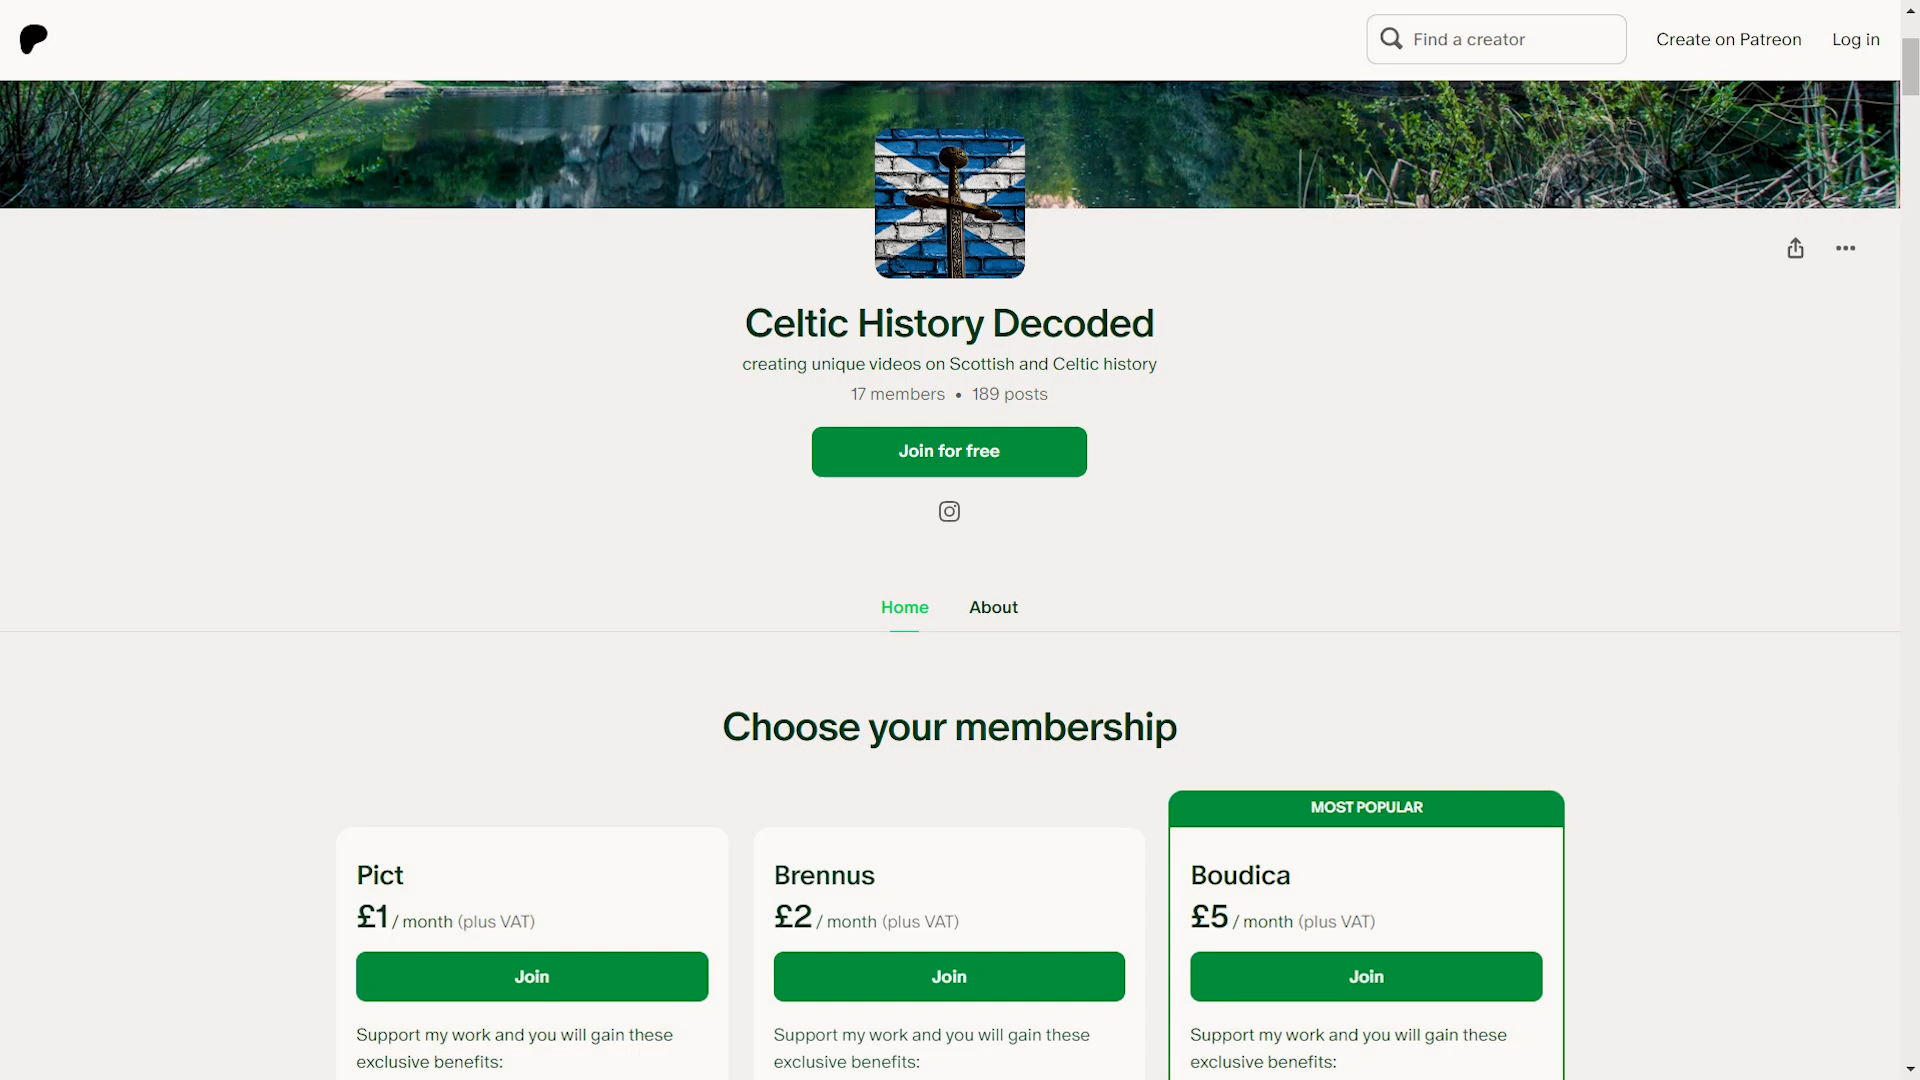 Find a creator
Create on Patreon
Log in
Celtic History Decoded
creating unique videos on Scottish and Celtic history
17 members • 189 posts
Join for free
Home
About
Choose your membership
Pict
£1 / month (plus VAT)
Join
Support my work and you will gain these
exclusive benefits:
Brennus
£2 / month (plus VAT)
Join
Support my work and you will gain these
exclusive benefits:
MOST POPULAR
Boudica
£5 / month (plus VAT)
Join
Support my work and you will gain these
exclusive benefits: